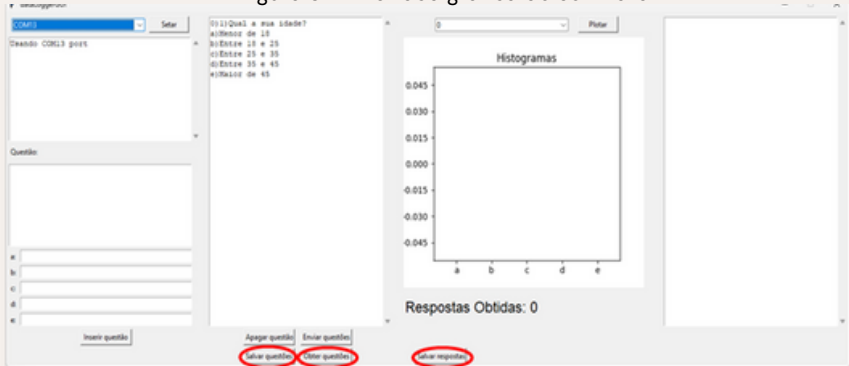 COM13
Setar
Usando COM13 port
Questão:
a:
b:
c:
d:
e:
Inserir questão
0)1)Qual a sua idade?
a)Menor de 18
b)Entre 18 e 25
c)Entre 25 e 35
d)Entre 35 e 45
e)Maior de 45
Apagar questão
Enviar questões
Salvar questões
Obter questões
0
Plotar
Histogramas
0.045
0.030
0.015
0.000
-0.015
-0.030
-0.045
a b c d e
Respostas Obtidas: 0
Salvar respostas